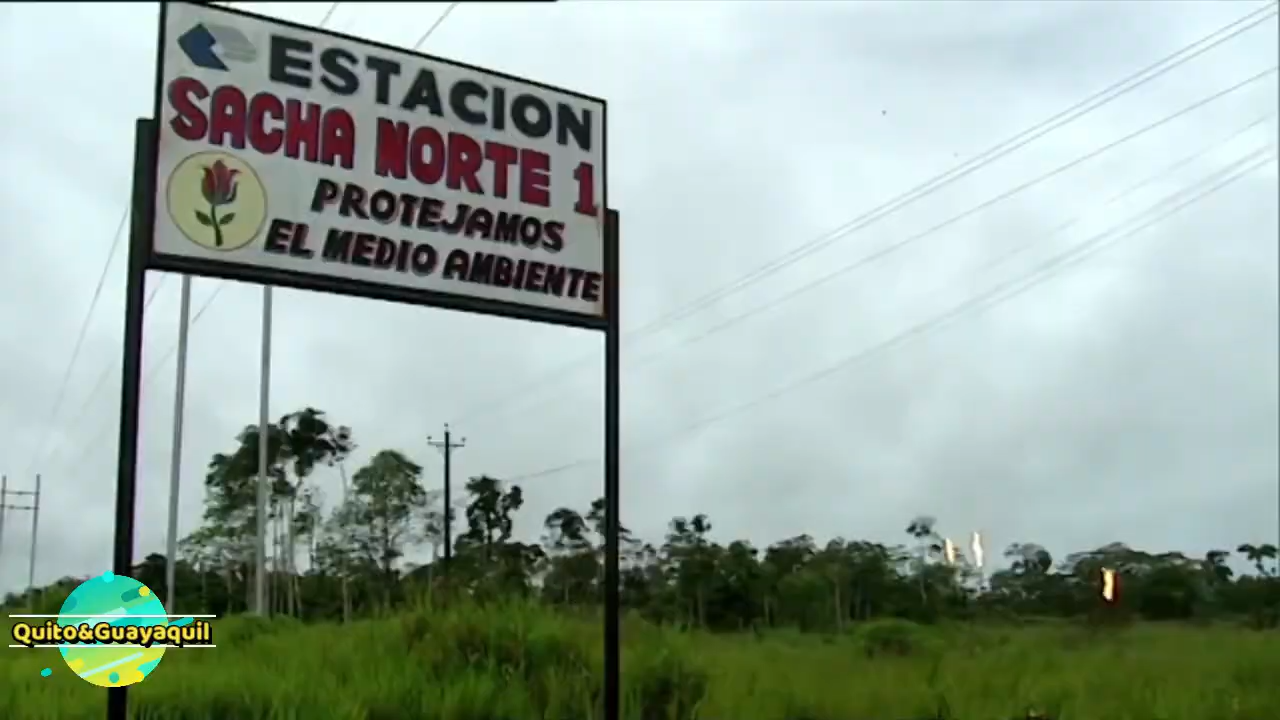 ESTACION
SACHA NORTE 1
PROTEJAMOS
EL MEDIO AMBIENTE
Quito&Guayaquil